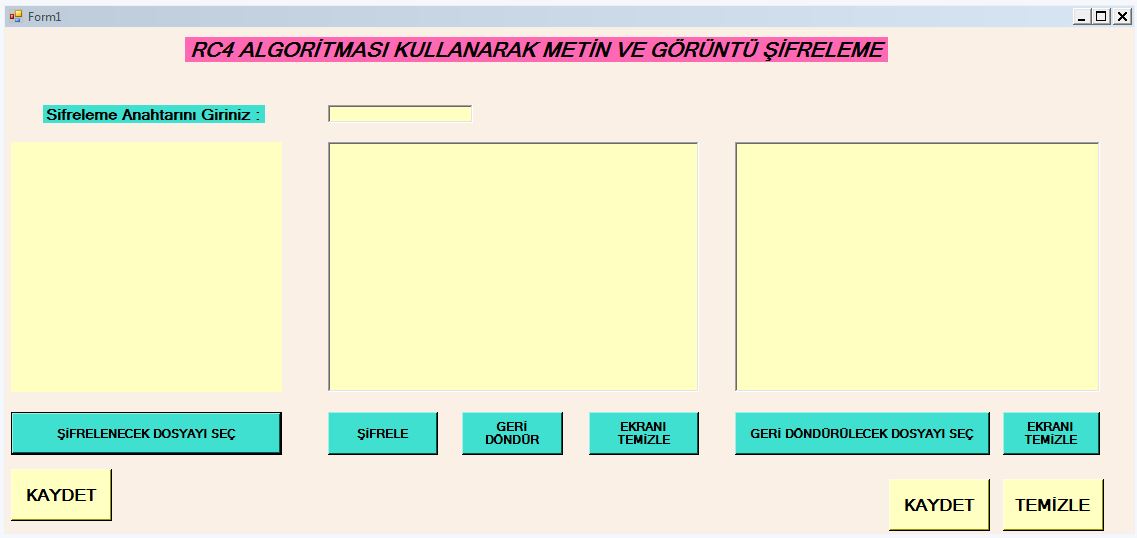 Form1
RC4 ALGORİTMASI KULLANARAK METİN VE GÖRÜNTÜ ŞİFRELEME
Sifreleme Anahtarını Giriniz :
ŞİFRELENECEK DOSYAYI SEÇ
ŞİFRELE
GERİ
DÖNDÜR
EKRANI
TEMİZLE
GERİ DÖNDÜRÜLECEK DOSYAYI SEÇ
EKRANI
TEMİZLE
KAYDET
KAYDET
TEMİZLE